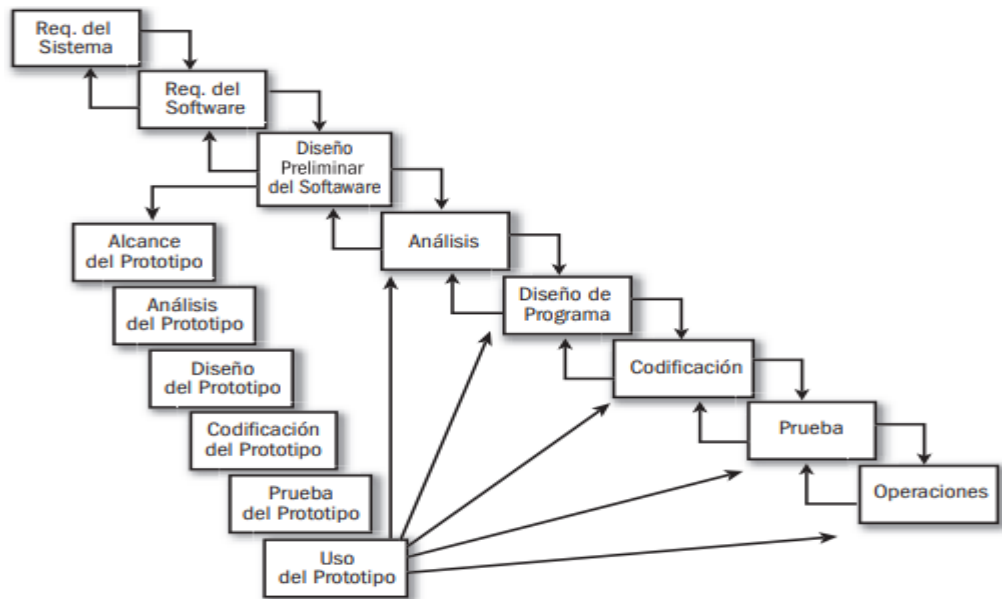 Req. del
Sistema
Req. del
Software
Diseño
Preliminar
del Softaware
Alcance
del Prototipo
Análisis
Análisis
del Prototipo
Diseño de
Programa
Diseño
del Prototipo
Codificación
Codificación
del Prototipo
Prueba
Prueba
del Prototipo
Operaciones
Uso
del Prototipo